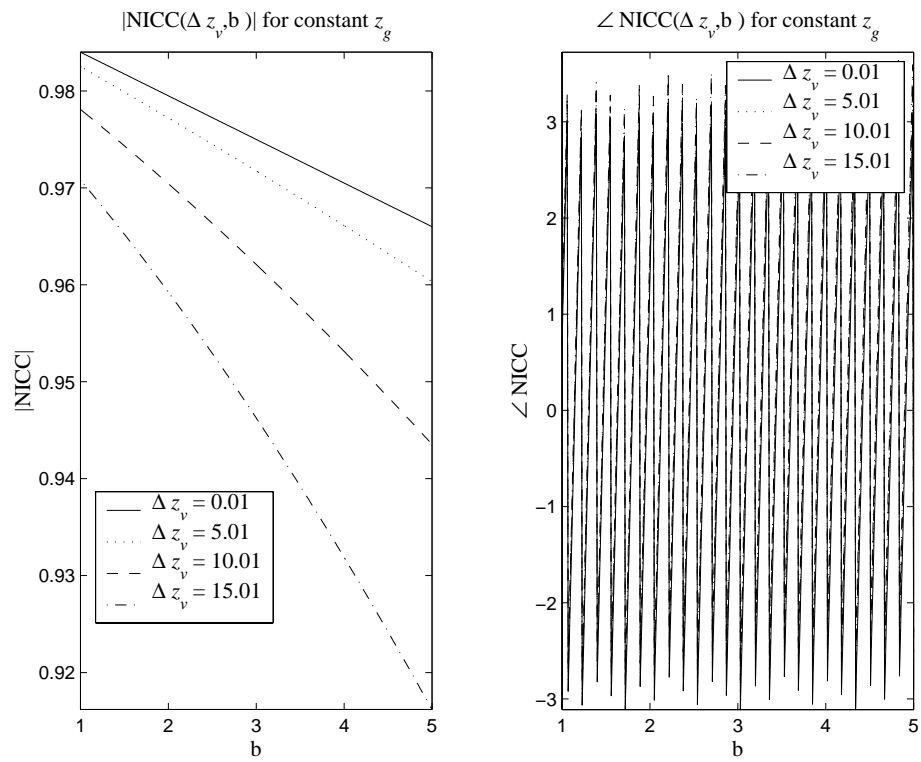 |NICC(Δ z_v,b )| for constant z_g
0.98
0.97
0.96
0.95
0.94
0.93
0.92
|NICC|
Δ z_v = 0.01
Δ z_v = 5.01
Δ z_v = 10.01
Δ z_v = 15.01
1
2
3
4
5
b
∠ NICC(Δ z_v,b ) for constant z_g
3
2
1
0
−1
−2
−3
∠ NICC
Δ z_v = 0.01
Δ z_v = 5.01
Δ z_v = 10.01
Δ z_v = 15.01
1
2
3
4
5
b